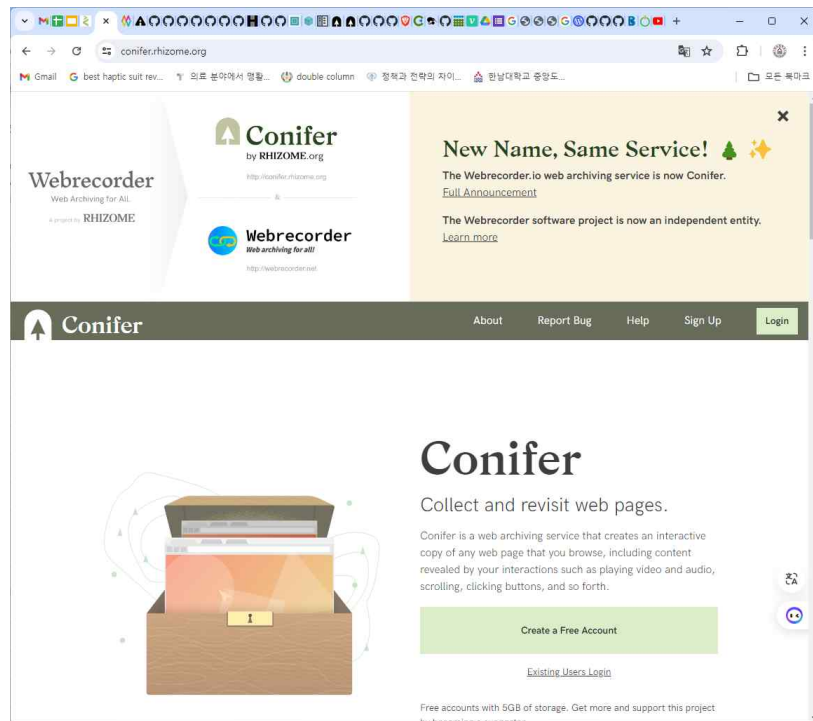 conifer.rhizome.org
Gmail
best haptic suit rev...
의료 분야에서 명활...
double column
정책과 전략의 차이...
한남대학교 중앙도...
모든 북마크
Webrecorder
Web Archiving for All.
a project by RHIZOME
Conifer
by RHIZOME.org
http://conifer.rhizome.org
&
Webrecorder
Web archiving for all!
http://webrecorder.net
New Name, Same Service!
The Webrecorder.io web archiving service is now Conifer.
Full Announcement
The Webrecorder software project is now an independent entity.
Learn more
Conifer
About
Report Bug
Help
Sign Up
Login
Conifer
Collect and revisit web pages.
Conifer is a web archiving service that creates an interactive
copy of any web page that you browse, including content
revealed by your interactions such as playing video and audio,
scrolling, clicking buttons, and so forth.
Create a Free Account
Existing Users Login
Free accounts with 5GB of storage. Get more and support this project